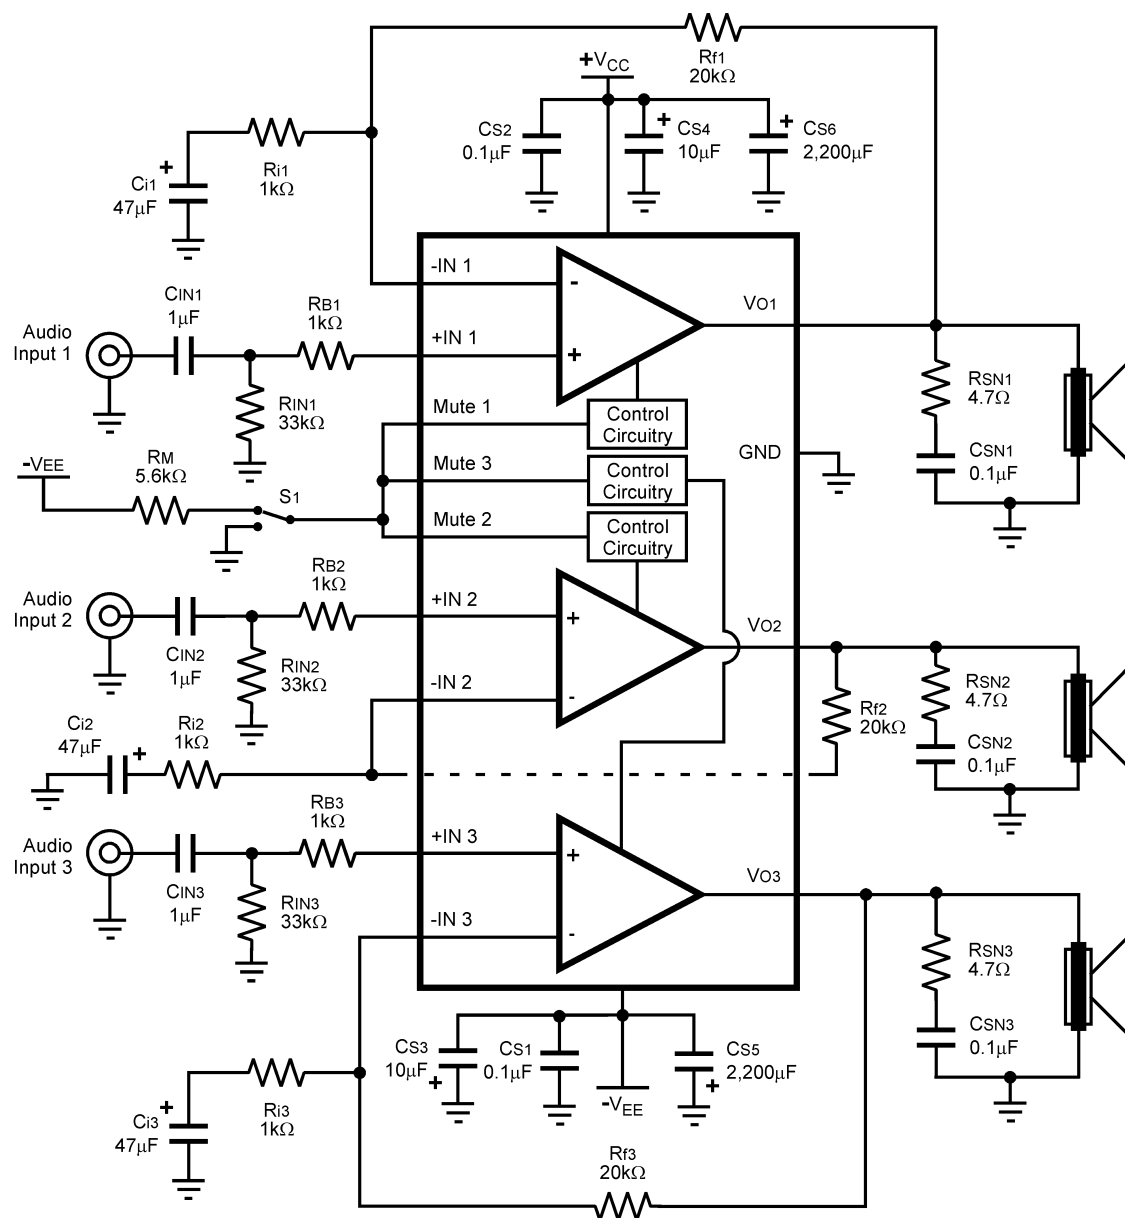 Rf1
20kΩ
+VCC
CS2
0.1µF
CS4
10µF
+
CS6
2,200µF
+
Ri1
1kΩ
Ci1
47µF
+
-IN 1
-
CIN1
1µF
RB1
1kΩ
VO1
Audio
Input 1
+IN 1
+
RSN1
4.7Ω
RIN1
33kΩ
Mute 1
Control
Circuitry
CSN1
0.1µF
GND
-VEE
RM
5.6kΩ
S1
Mute 3
Control
Circuitry
Mute 2
Control
Circuitry
RB2
1kΩ
Audio
Input 2
+IN 2
+
VO2
CIN2
1µF
RIN2
33kΩ
-IN 2
-
RSN2
4.7Ω
Rf2
20kΩ
Ci2
47µF
+
Ri2
1kΩ
CSN2
0.1µF
RB3
1kΩ
Audio
Input 3
+IN 3
+
VO3
CIN3
1µF
RIN3
33kΩ
-IN 3
-
RSN3
4.7Ω
CS3
10µF
+
CS1
0.1µF
CS5
2,200µF
+
CSN3
0.1µF
-VEE
Ri3
1kΩ
Ci3
47µF
+
Rf3
20kΩ